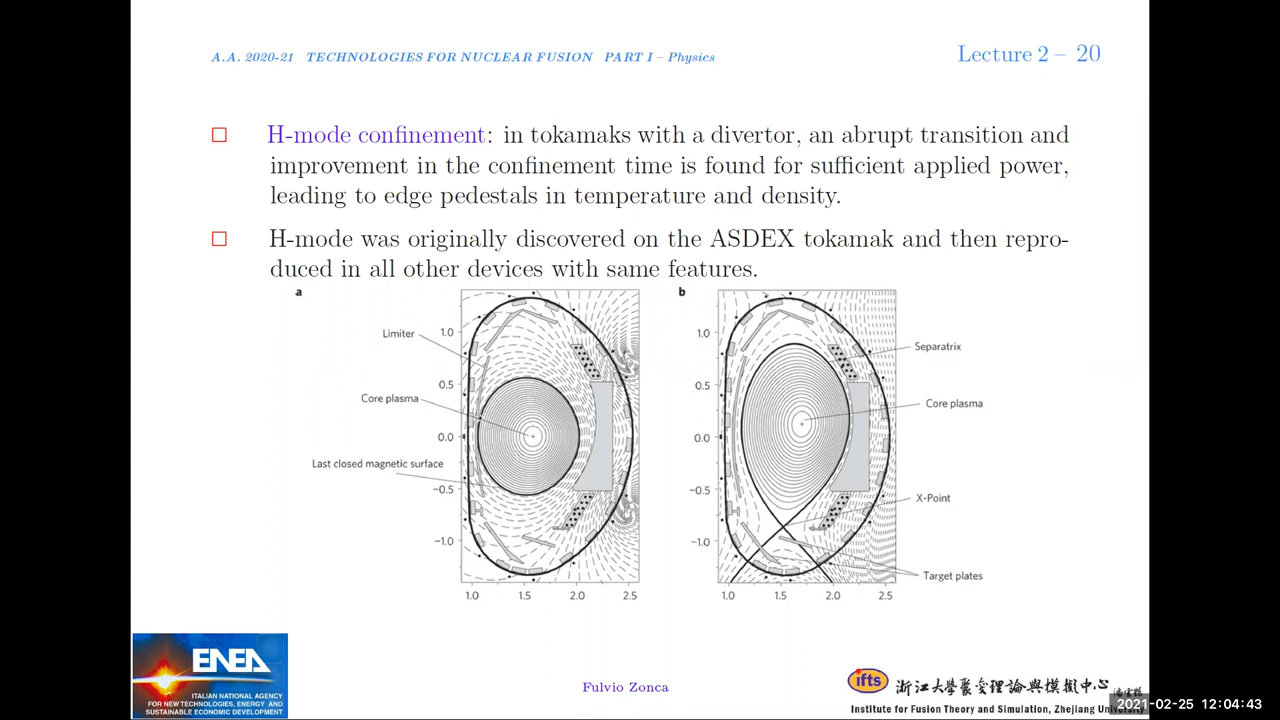 A.A. 2020-21 TECHNOLOGIES FOR NUCLEAR FUSION PART I – Physics
Lecture 2 – 20
H-mode confinement: in tokamaks with a divertor, an abrupt transition and
improvement in the confinement time is found for sufficient applied power,
leading to edge pedestals in temperature and density.
H-mode was originally discovered on the ASDEX tokamak and then repro-
duced in all other devices with same features.
a
Limiter
Core plasma
Last closed magnetic surface
1.0
0.5
0.0
−0.5
−1.0
1.0 1.5 2.0 2.5
b
Separatrix
Core plasma
X-Point
Target plates
1.0
0.5
0.0
−0.5
−1.0
1.0 1.5 2.0 2.5
ENEA
ITALIAN NATIONAL AGENCY
FOR NEW TECHNOLOGIES, ENERGY AND
SUSTAINABLE ECONOMIC DEVELOPMENT
Fulvio Zonca
ifts
浙江大學聚变理論與模擬中心
Institute for Fusion Theory and Simulation, Zhejiang University
2021-02-25 12:04:43